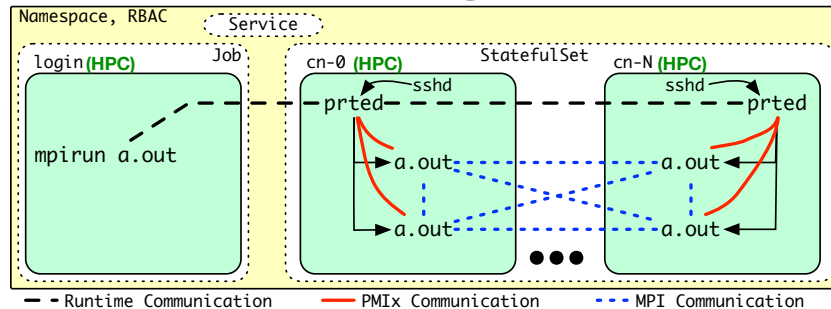 Namespace, RBAC
Service
login(HPC)
Job
cn-0 (HPC)
StatefulSet
cn-N(HPC)
sshd
sshd
prted
prted
mpirun a.out
a.out
a.out
a.out
a.out
Runtime Communication
PMIx Communication
MPI Communication